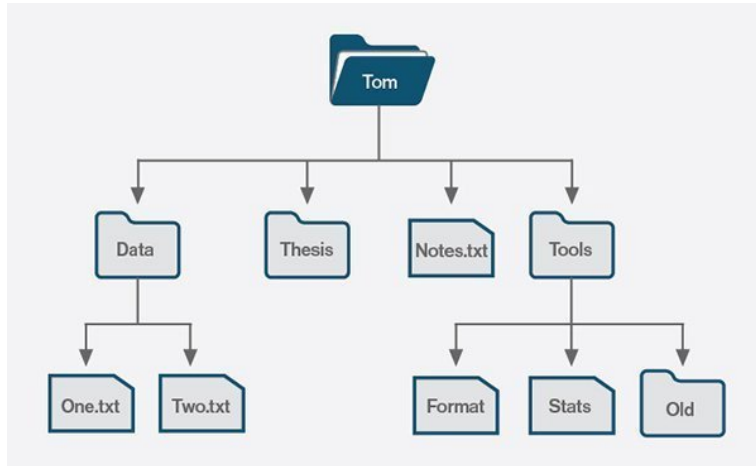 Tom
Data
Thesis
Notes.txt
Tools
One.txt
Two.txt
Format
Stats
Old